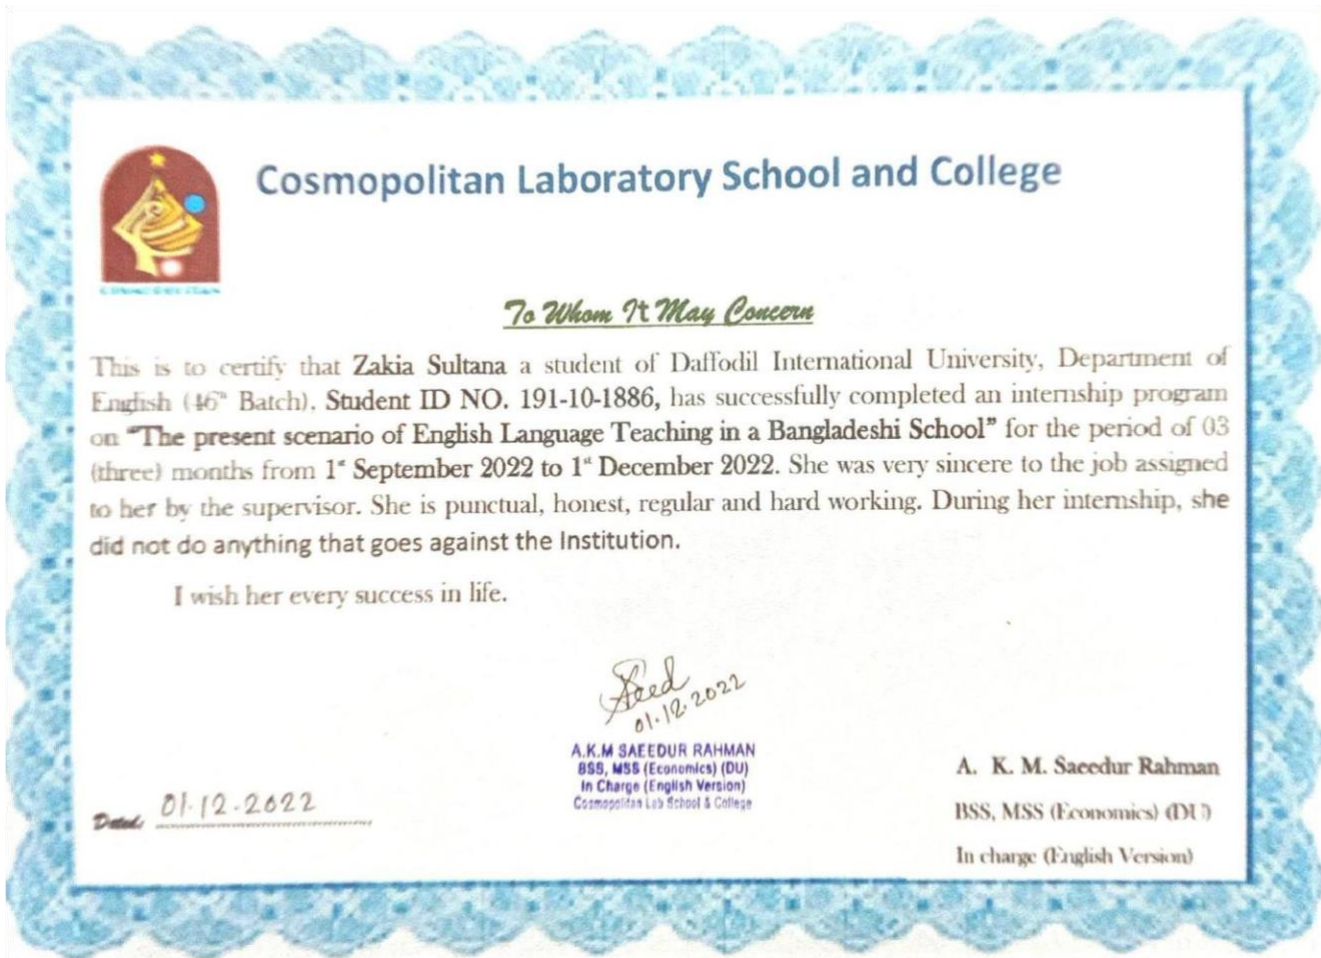 Cosmopolitan Laboratory School and College
COSMOPOLITAN
To Whom It May Concern
This is to certify that Zakia Sultana a student of Daffodil International University, Department of
English (46th Batch). Student ID NO. 191-10-1886, has successfully completed an internship program
on "The present scenario of English Language Teaching in a Bangladeshi School" for the period of 03
(three) months from 1st September 2022 to 1st December 2022. She was very sincere to the job assigned
to her by the supervisor. She is punctual, honest, regular and hard working. During her internship, she
did not do anything that goes against the Institution.
I wish her every success in life.
Saeed
01.12.2022
A.K.M SAEEDUR RAHMAN
BSS, MSS (Economics) (DU)
In Charge (English Version)
Cosmopolitan Lab School & College
Dated: 01.12.2022
A. K. M. Saeedur Rahman
BSS, MSS (Economics) (DU)
In charge (English Version)